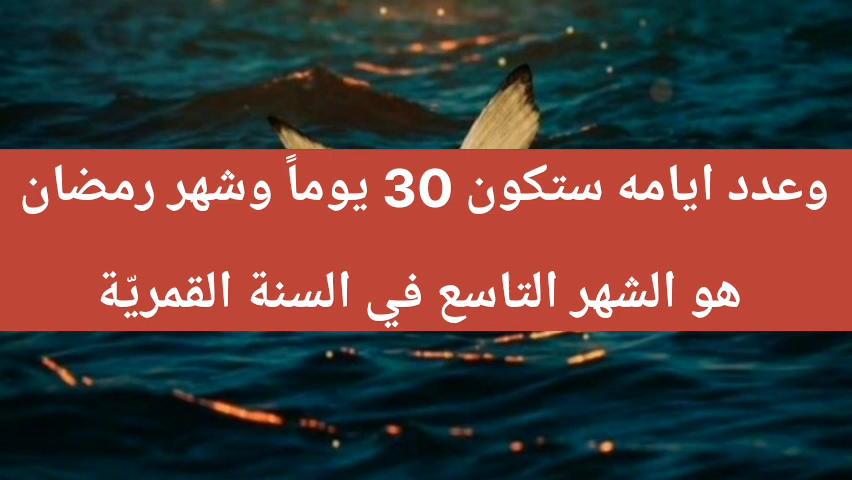 وعدد ايامه ستكون 30 يوماً وشهر رمضان
هو الشهر التاسع في السنة القمريّة